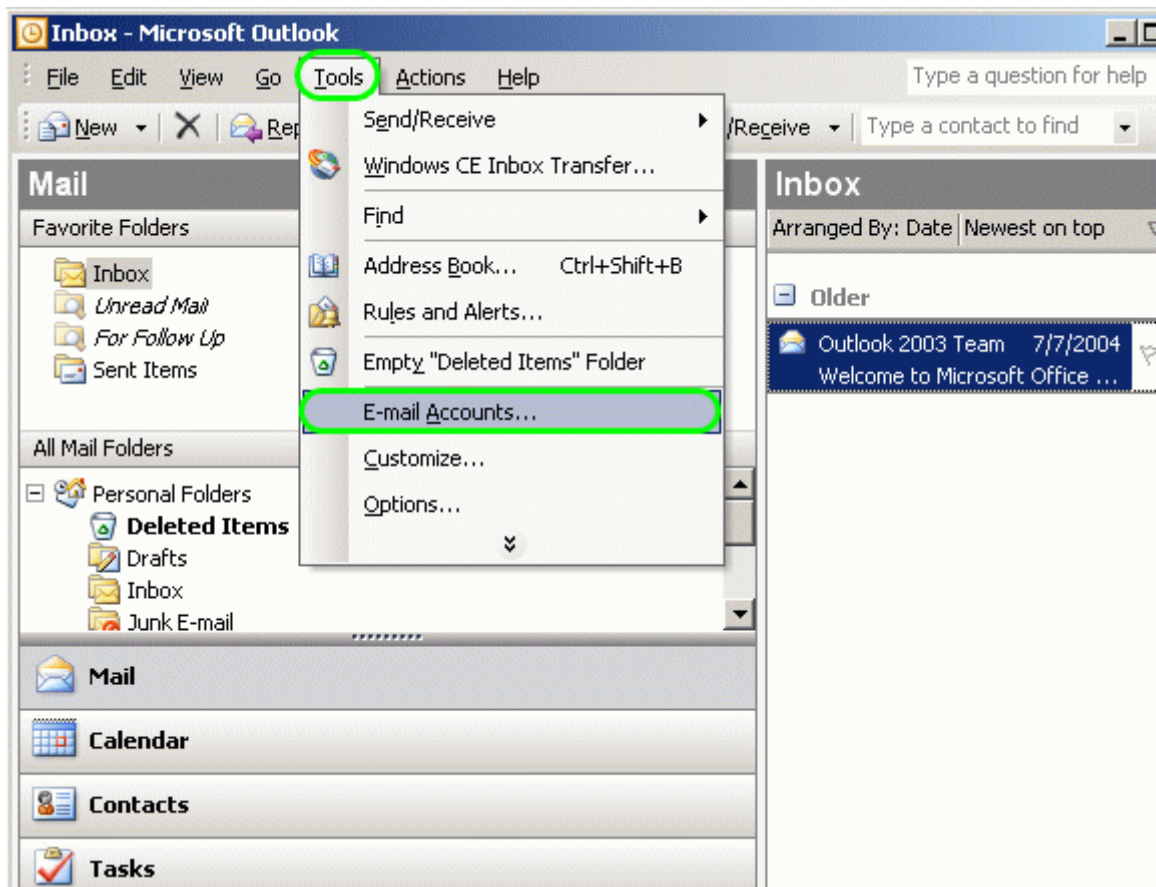 Inbox - Microsoft Outlook
File Edit View Go Tools Actions Help
Type a question for help
New
/Receive
Type a contact to find
Send/Receive
Windows CE Inbox Transfer...
Find
Address Book... Ctrl+Shift+B
Rules and Alerts...
Empty "Deleted Items" Folder
E-mail Accounts...
Customize...
Options...
Mail
Favorite Folders
Inbox
Unread Mail
For Follow Up
Sent Items
All Mail Folders
Personal Folders
Deleted Items
Drafts
Inbox
Junk E-mail
Mail
Calendar
Contacts
Tasks
Inbox
Arranged By: Date Newest on top
Older
Outlook 2003 Team 7/7/2004
Welcome to Microsoft Office ...